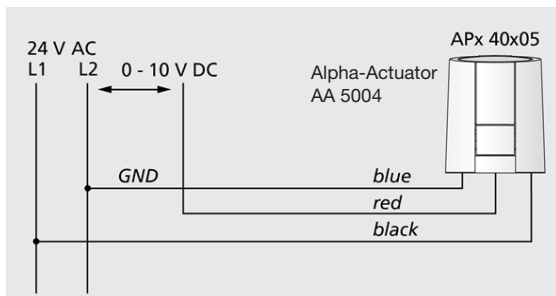 24 V AC
L1 L2 0 - 10 V DC
APx 40x05
Alpha-Actuator
AA 5004
GND blue
red
black